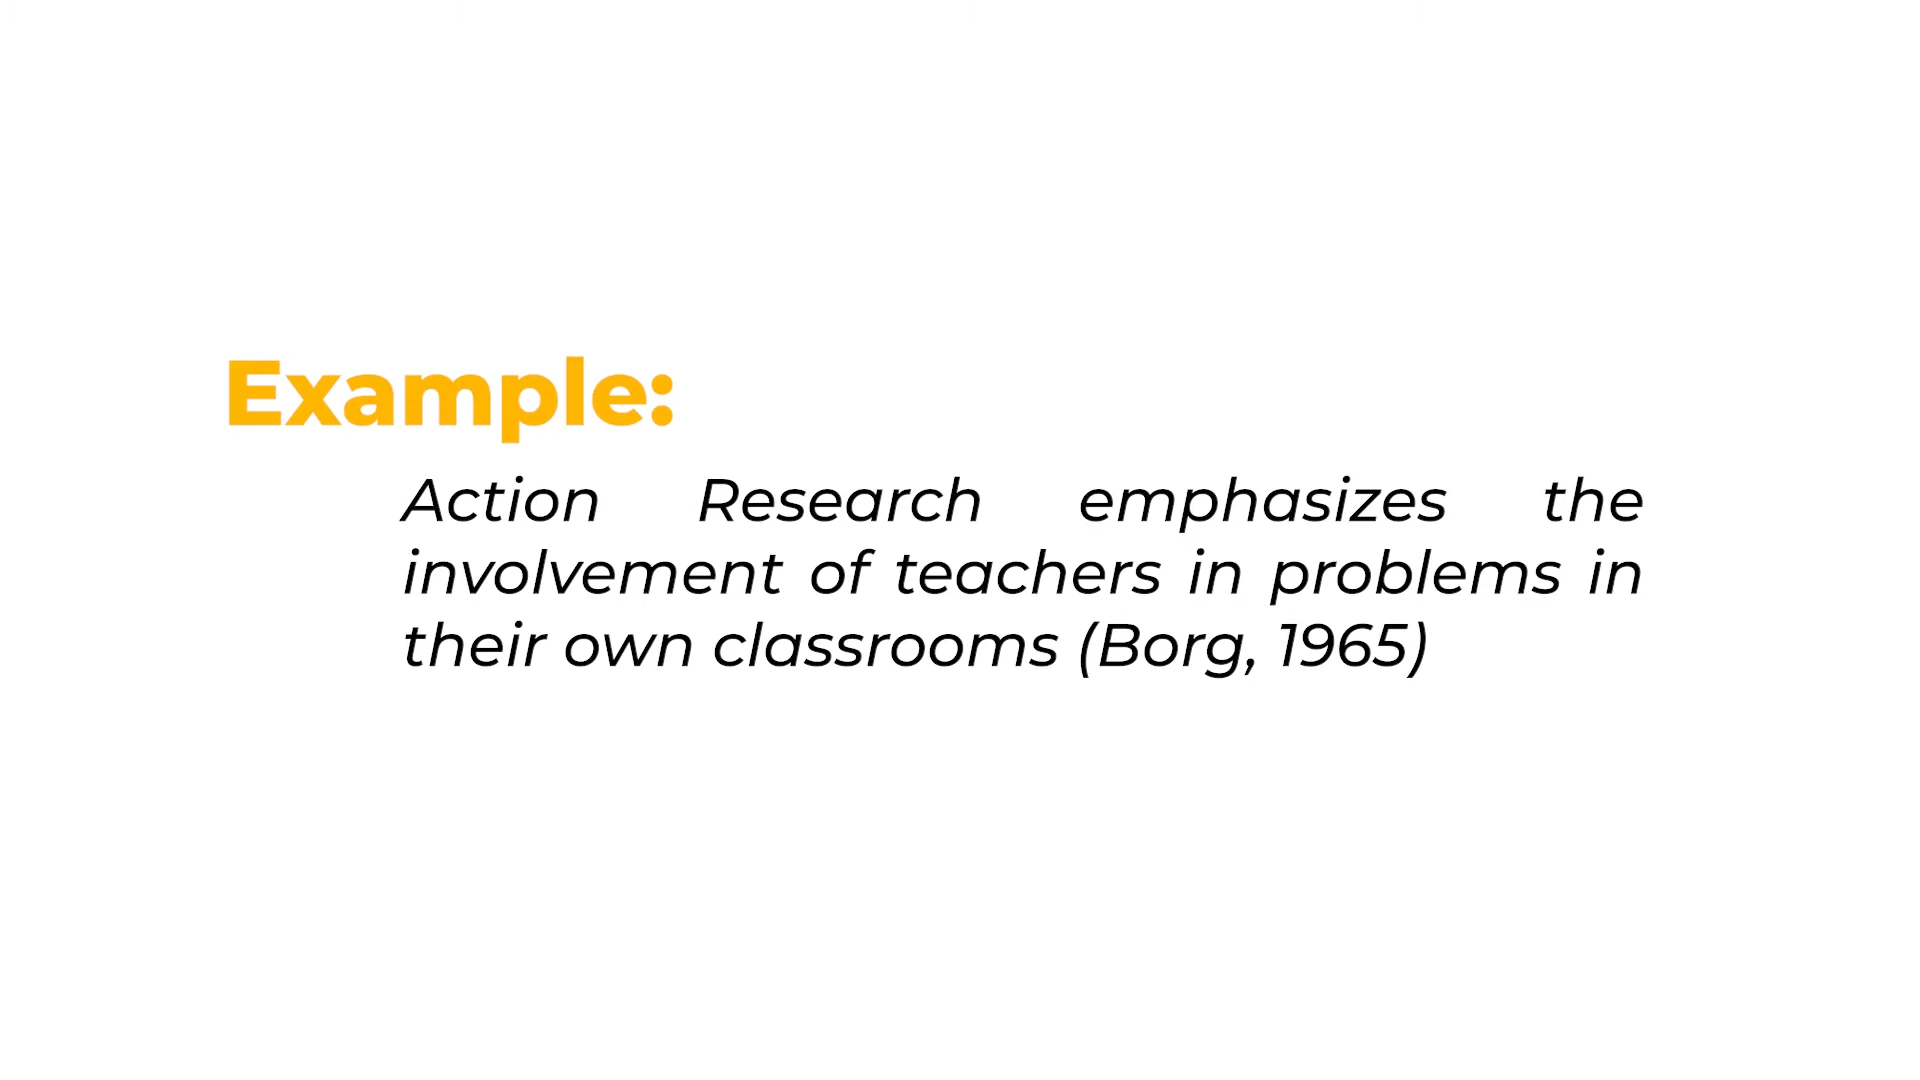 Example:
Action Research emphasizes the
involvement of teachers in problems in
their own classrooms (Borg, 1965)